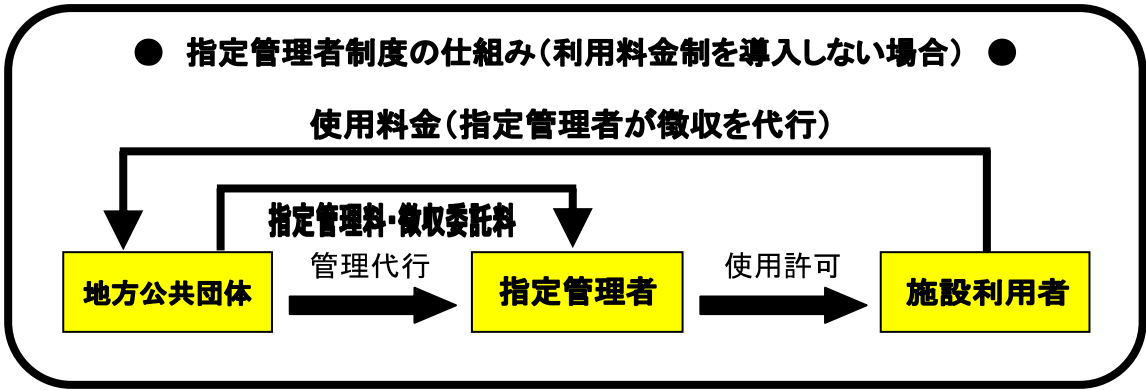 ● 指定管理者制度の仕組み（利用料金制を導入しない場合） ●
使用料金（指定管理者が徴収を代行）
指定管理料・徴収委託料
管理代行
使用許可
地方公共団体
指定管理者
施設利用者